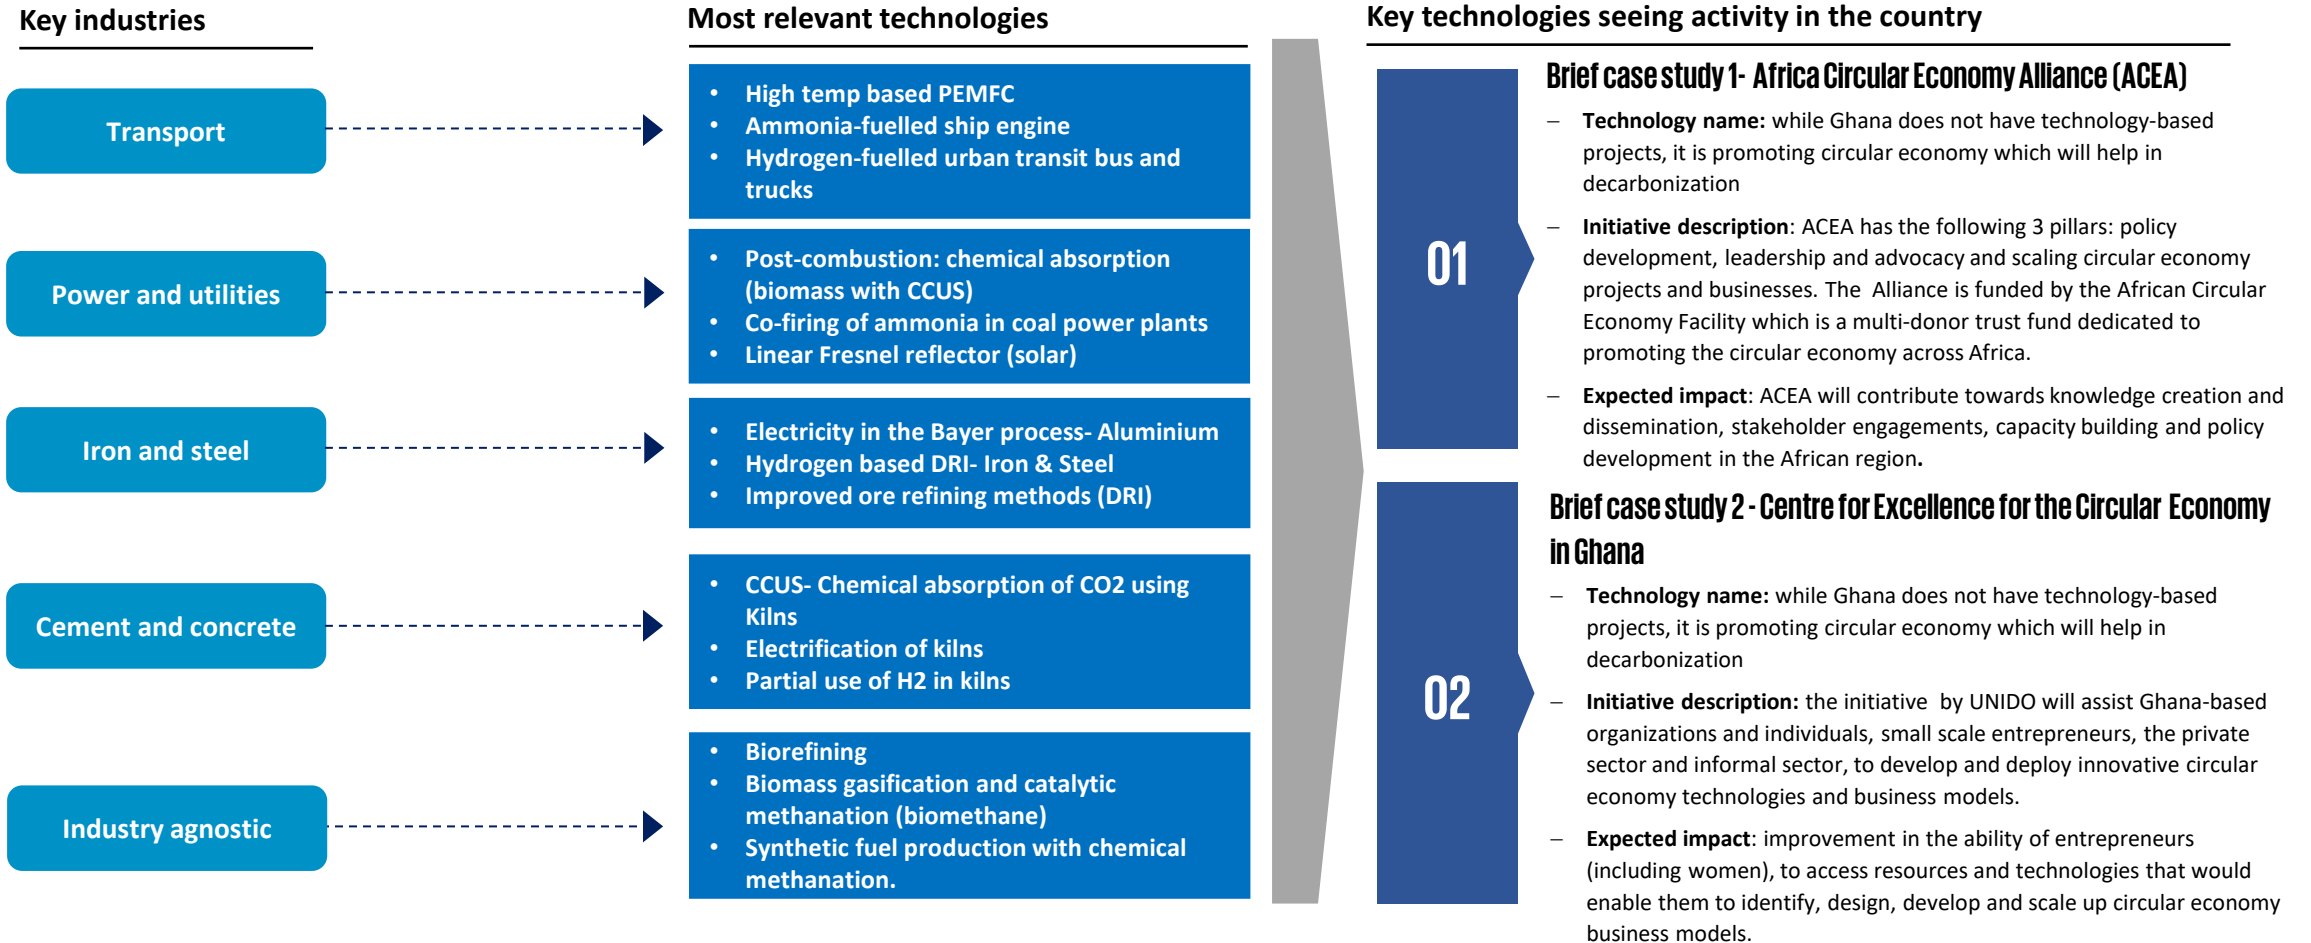 Key industries
Transport
Power and utilities
Iron and steel
Cement and concrete
Industry agnostic
Most relevant technologies
• High temp based PEMFC
• Ammonia-fuelled ship engine
• Hydrogen-fuelled urban transit bus and
trucks
• Post-combustion: chemical absorption
(biomass with CCUS)
• Co-firing of ammonia in coal power plants
• Linear Fresnel reflector (solar)
• Electricity in the Bayer process- Aluminium
• Hydrogen based DRI- Iron & Steel
• Improved ore refining methods (DRI)
• CCUS- Chemical absorption of CO2 using
Kilns
• Electrification of kilns
• Partial use of H2 in kilns
• Biorefining
• Biomass gasification and catalytic
methanation (biomethane)
• Synthetic fuel production with chemical
methanation.
Key technologies seeing activity in the country
01
Brief case study 1- Africa Circular Economy Alliance (ACEA)
– Technology name: while Ghana does not have technology-based
projects, it is promoting circular economy which will help in
decarbonization
– Initiative description: ACEA has the following 3 pillars: policy
development, leadership and advocacy and scaling circular economy
projects and businesses. The Alliance is funded by the African Circular
Economy Facility which is a multi-donor trust fund dedicated to
promoting the circular economy across Africa.
– Expected impact: ACEA will contribute towards knowledge creation and
dissemination, stakeholder engagements, capacity building and policy
development in the African region.
02
Brief case study 2 - Centre for Excellence for the Circular Economy
in Ghana
– Technology name: while Ghana does not have technology-based
projects, it is promoting circular economy which will help in
decarbonization
– Initiative description: the initiative by UNIDO will assist Ghana-based
organizations and individuals, small scale entrepreneurs, the private
sector and informal sector, to develop and deploy innovative circular
economy technologies and business models.
– Expected impact: improvement in the ability of entrepreneurs
(including women), to access resources and technologies that would
enable them to identify, design, develop and scale up circular economy
business models.